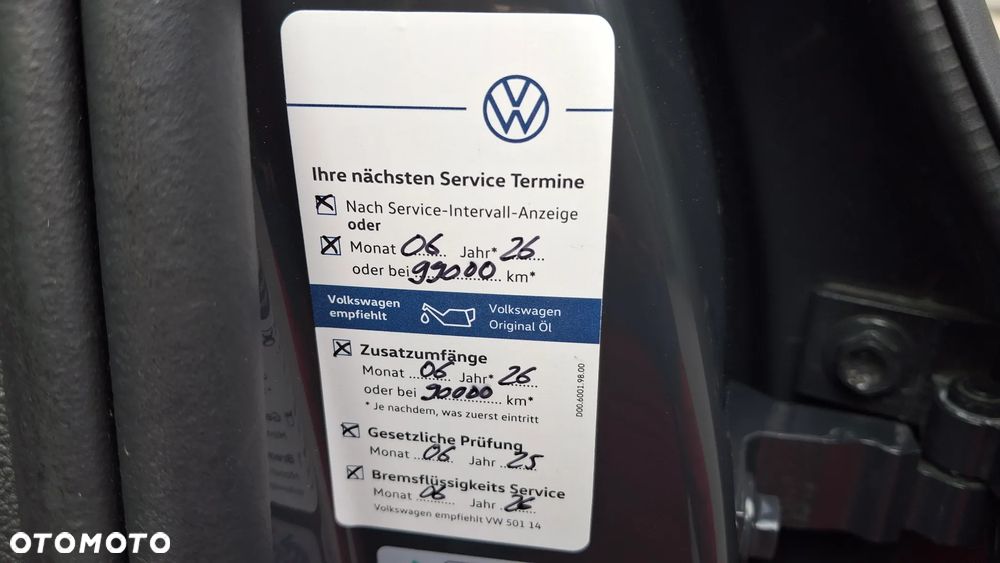 Ihre nächsten Service Termine
Nach Service-Intervall-Anzeige
oder
Monat 06 Jahr* 26
oder bei 99000 km*
Volkswagen empfiehlt
Volkswagen Original Öl
Zusatzumfänge
Monat 06 Jahr* 26
oder bei 90000 km*
* Je nachdem, was zuerst eintritt
D00.6001.98.00
Gesetzliche Prüfung
Monat 06 Jahr 25
Bremsflüssigkeits Service
Monat 06 Jahr 26
Volkswagen empfiehlt VW 501 14
OTOMOTO